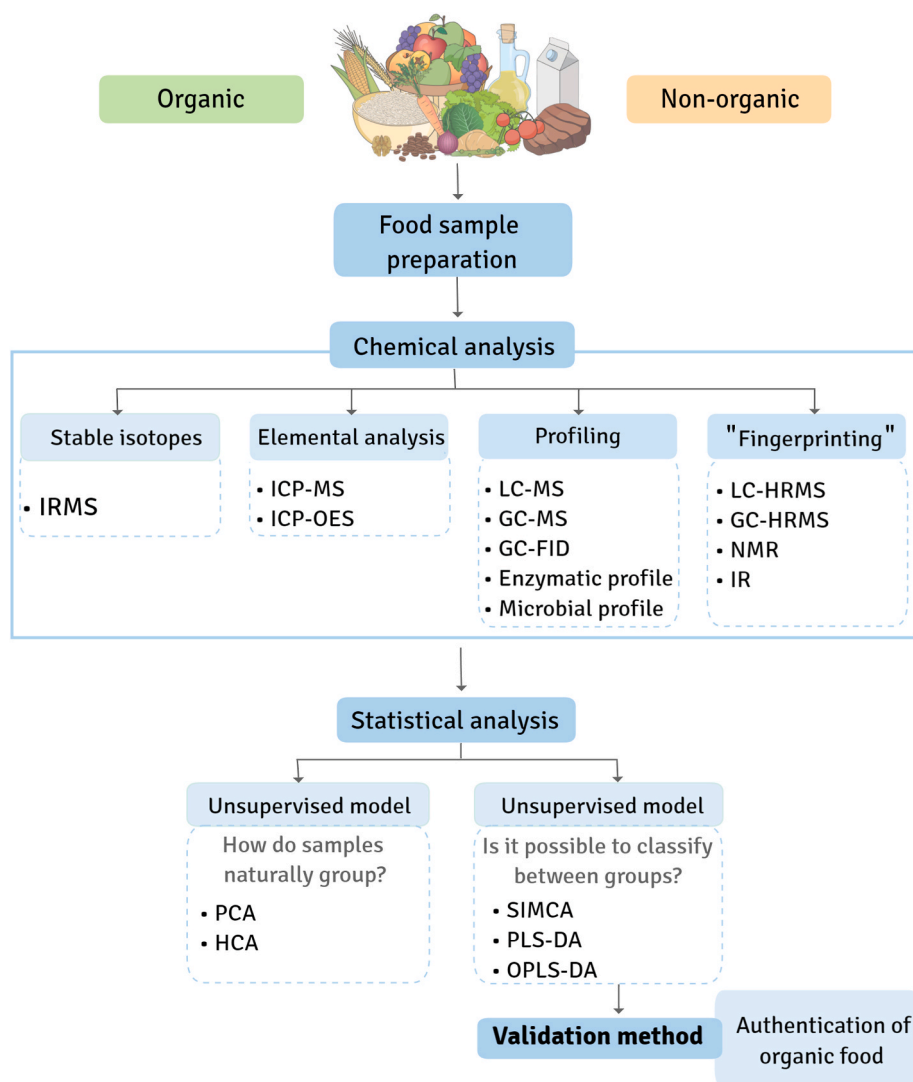 Organic
Non-organic
Food sample
preparation
Chemical analysis
Stable isotopes
• IRMS
Elemental analysis
• ICP-MS
• ICP-OES
Profiling
• LC-MS
• GC-MS
• GC-FID
• Enzymatic profile
• Microbial profile
"Fingerprinting"
• LC-HRMS
• GC-HRMS
• NMR
• IR
Statistical analysis
Unsupervised model
How do samples
naturally group?
• PCA
• HCA
Unsupervised model
Is it possible to classify
between groups?
• SIMCA
• PLS-DA
• OPLS-DA
Validation method
Authentication of
organic food